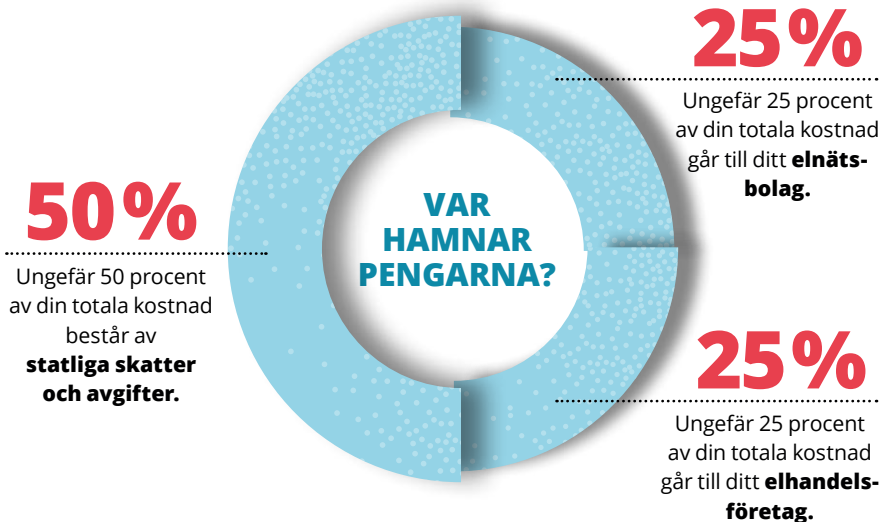 VAR
HAMNAR
PENGARNA?
50%
Ungefär 50 procent
av din totala kostnad
består av
statliga skatter
och avgifter.
25%
Ungefär 25 procent
av din totala kostnad
går till ditt elnäts-
bolag.
25%
Ungefär 25 procent
av din totala kostnad
går till ditt elhandels-
företag.